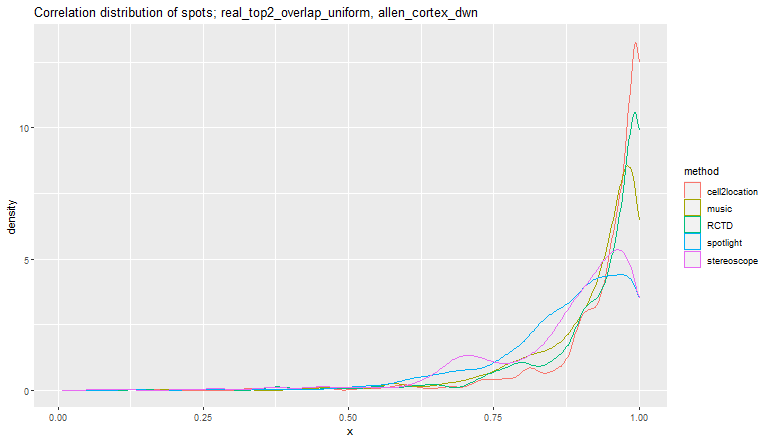 Correlation distribution of spots; real_top2_overlap_uniform, allen_cortex_dwn
density
10
5
0
0.00 0.25 0.50 0.75 1.00
x
method
cell2location
music
RCTD
spotlight
stereoscope